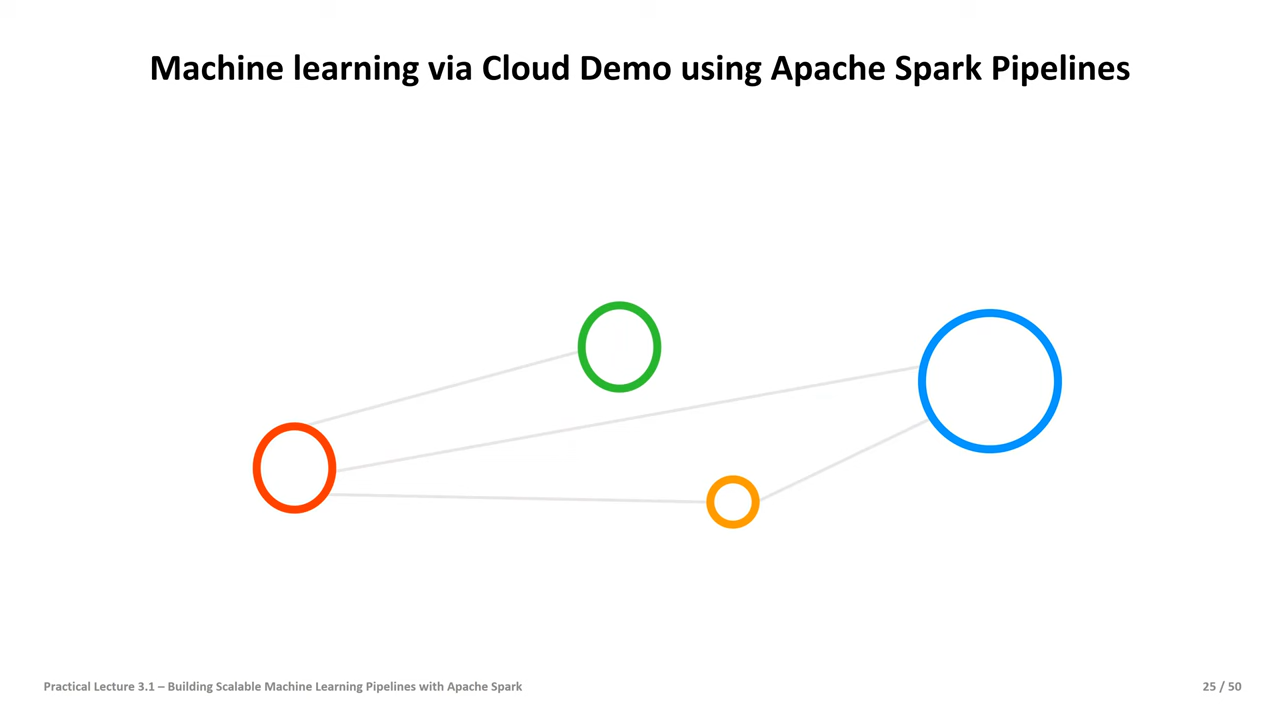 Machine learning via Cloud Demo using Apache Spark Pipelines
Practical Lecture 3.1 – Building Scalable Machine Learning Pipelines with Apache Spark
25 / 50